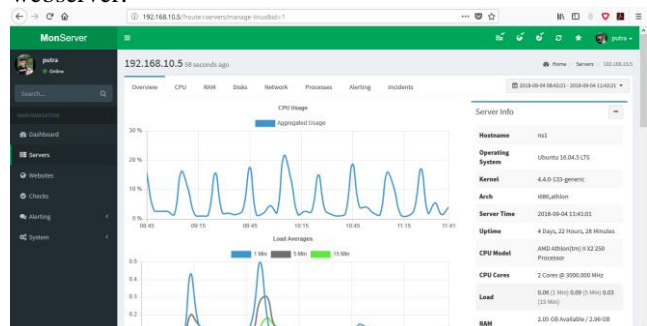 webserver.
192.168.10.5/?route=servers/manage-linux&id=1
MonServer
putra
putra
Online
192.168.10.5 58 seconds ago
Home Servers 192.168.10.5
Search...
Overview CPU RAM Disks Network Processes Alerting Incidents
2018-09-04 08:42:21 - 2018-09-04 11:42:21
MAIN NAVIGATION
Dashboard
Servers
Websites
Checks
Alerting
System
CPU Usage
Aggregated Usage
30 %
20 %
10 %
0 %
08:45 09:15 09:45 10:15 10:45 11:15 11:41
Load Averages
1 Min 5 Min 15 Min
0.5
0.4
0.3
0.2
Server Info
Hostname ns1
Operating System Ubuntu 16.04.5 LTS
Kernel 4.4.0-133-generic
Arch i686,athlon
Server Time 2018-09-04 11:41:01
Uptime 4 Days, 22 Hours, 28 Minutes
CPU Model AMD Athlon(tm) II X2 250
Processor
CPU Cores 2 Cores @ 3000.000 MHz
Load 0.06 (1 Min) 0.09 (5 Min) 0.03
(15 Min)
RAM 2.05 GB Available / 2.96 GB